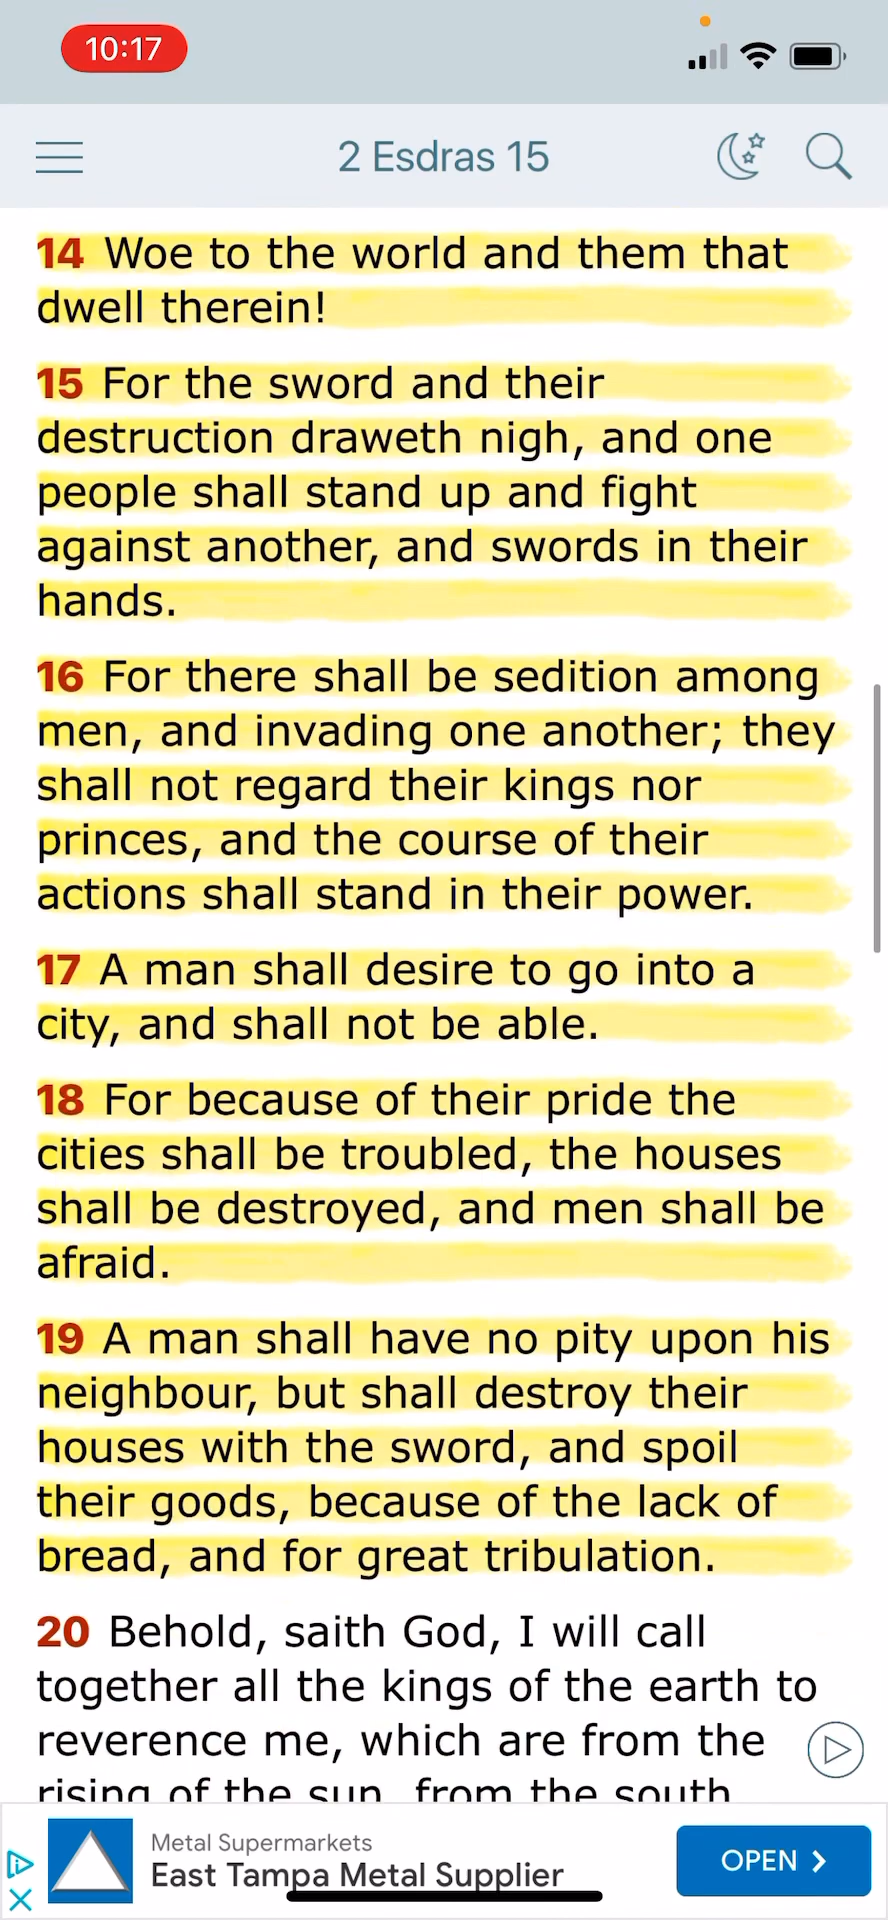 10:17
2 Esdras 15
14 Woe to the world and them that
dwell therein!
15 For the sword and their
destruction draweth nigh, and one
people shall stand up and fight
against another, and swords in their
hands.
16 For there shall be sedition among
men, and invading one another; they
shall not regard their kings nor
princes, and the course of their
actions shall stand in their power.
17 A man shall desire to go into a
city, and shall not be able.
18 For because of their pride the
cities shall be troubled, the houses
shall be destroyed, and men shall be
afraid.
19 A man shall have no pity upon his
neighbour, but shall destroy their
houses with the sword, and spoil
their goods, because of the lack of
bread, and for great tribulation.
20 Behold, saith God, I will call
together all the kings of the earth to
reverence me, which are from the
rising of the sun, from the south,
Metal Supermarkets
East Tampa Metal Supplier
OPEN